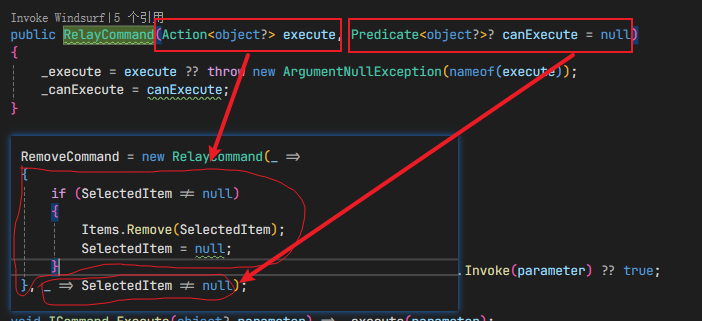 Invoke Windsurf|5 个引用
public RelayCommand(Action<object?> execute, Predicate<object?>? canExecute = null)
{
_execute = execute ?? throw new ArgumentNullException(nameof(execute));
_canExecute = canExecute;
}
RemoveCommand = new RelayCommand(_ =>
{
if (SelectedItem != null)
{
Items.Remove(SelectedItem);
SelectedItem = null;
}
.Invoke(parameter) ?? true;
}, _ => SelectedItem != null);
void ICommand.Execute(object? parameter) => _execute(parameter);